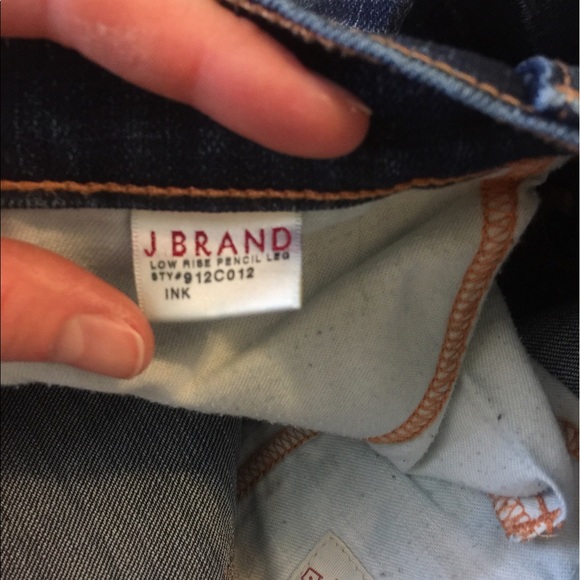 J BRAND
LOW RISE PENCIL LEG
STY#912C012
INK